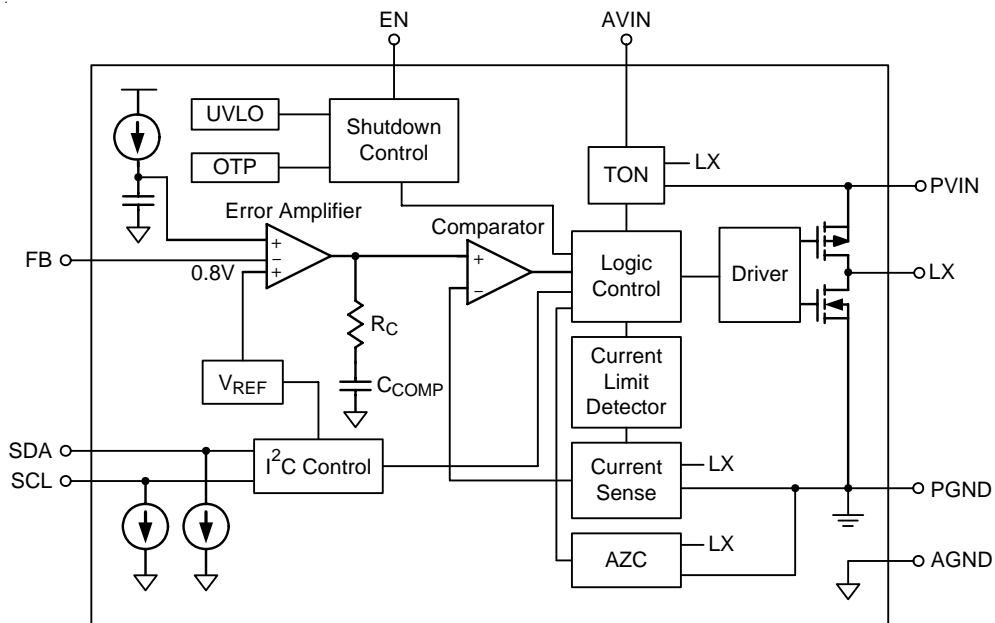 EN
AVIN
UVLO
OTP
Shutdown
Control
TON
LX
PVIN
Error Amplifier
Comparator
FB
+
−
+
0.8V
+
−
Logic
Control
Driver
LX
RC
CCOMP
VREF
Current
Limit
Detector
SDA
SCL
I2C Control
Current
Sense
LX
PGND
AZC
LX
AGND